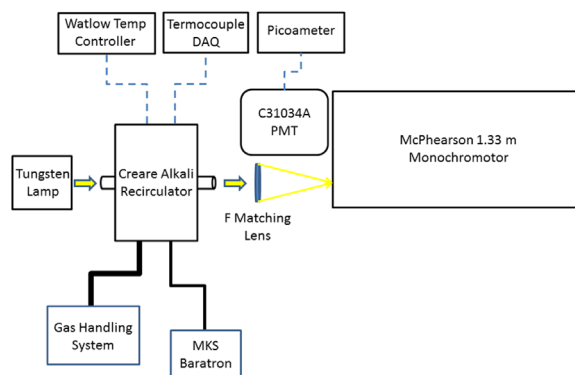 Watlow Temp
Controller
Termocouple
DAQ
Picoameter
C31034A
PMT
McPhearson 1.33 m
Monochromotor
Tungsten
Lamp
Creare Alkali
Recirculator
F Matching
Lens
Gas Handling
System
MKS
Baratron